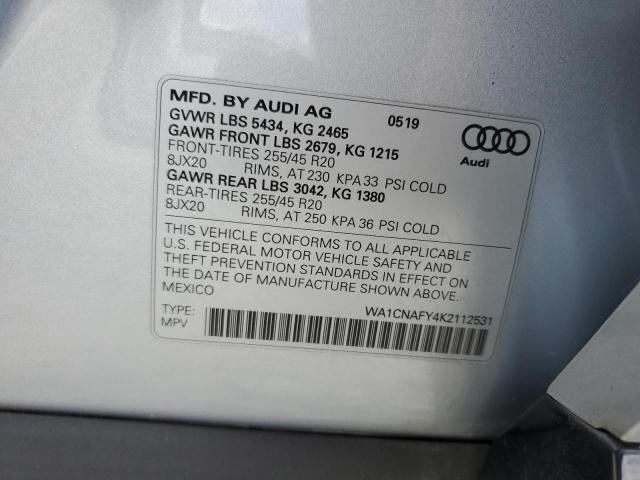 MFD. BY AUDI AG 0519
GVWR LBS 5434, KG 2465
GAWR FRONT LBS 2679, KG 1215
FRONT-TIRES 255/45 R20
8JX20 RIMS, AT 230 KPA 33 PSI COLD
GAWR REAR LBS 3042, KG 1380
REAR-TIRES 255/45 R20
8JX20 RIMS, AT 250 KPA 36 PSI COLD
Audi
THIS VEHICLE CONFORMS TO ALL APPLICABLE
U.S. FEDERAL MOTOR VEHICLE SAFETY AND
THEFT PREVENTION STANDARDS IN EFFECT ON
THE DATE OF MANUFACTURE SHOWN ABOVE.
MEXICO
WA1CNAFY4K2112531
TYPE:
MPV